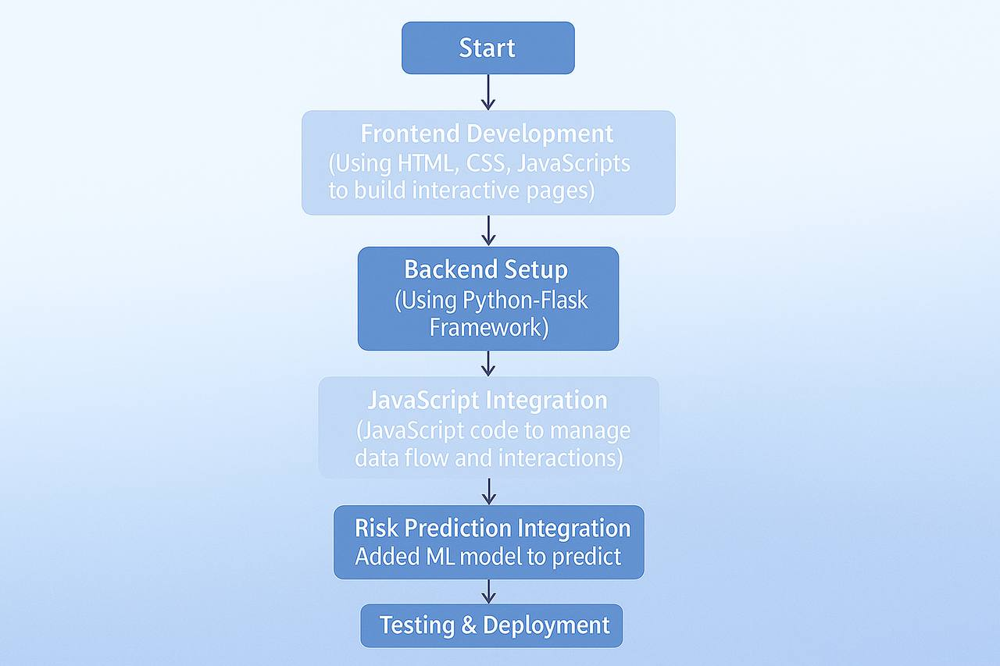 Start
Frontend Development
(Using HTML, CSS, JavaScripts
to build interactive pages)
Backend Setup
(Using Python-Flask
Framework)
JavaScript Integration
(JavaScript code to manage
data flow and interactions)
Risk Prediction Integration
Added ML model to predict
Testing & Deployment